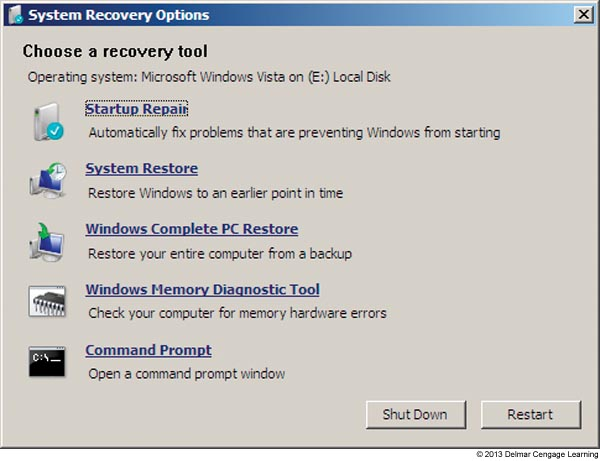 System Recovery Options
Choose a recovery tool
Operating system: Microsoft Windows Vista on (E:) Local Disk
Startup Repair
Automatically fix problems that are preventing Windows from starting
System Restore
Restore Windows to an earlier point in time
Windows Complete PC Restore
Restore your entire computer from a backup
Windows Memory Diagnostic Tool
Check your computer for memory hardware errors
C:\_
Command Prompt
Open a command prompt window
Shut Down Restart
© 2013 Delmar Cengage Learning